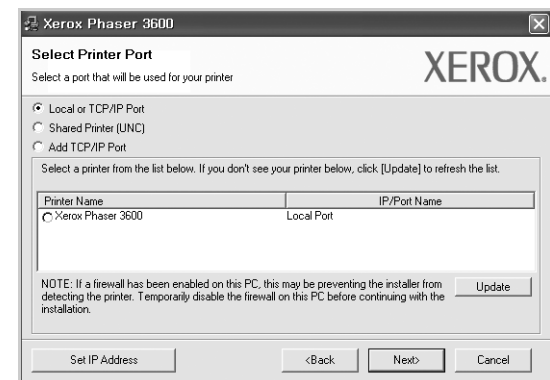 Xerox Phaser 3600
Select Printer Port
Select a port that will be used for your printer
XEROX.
Local or TCP/IP Port
Shared Printer (UNC)
Add TCP/IP Port
Select a printer from the list below. If you don't see your printer below, click [Update] to refresh the list.
Printer Name IP/Port Name
Xerox Phaser 3600 Local Port
NOTE: If a firewall has been enabled on this PC, this may be preventing the installer from
detecting the printer. Temporarily disable the firewall on this PC before continuing with the
installation.
Update
Set IP Address <Back Next> Cancel